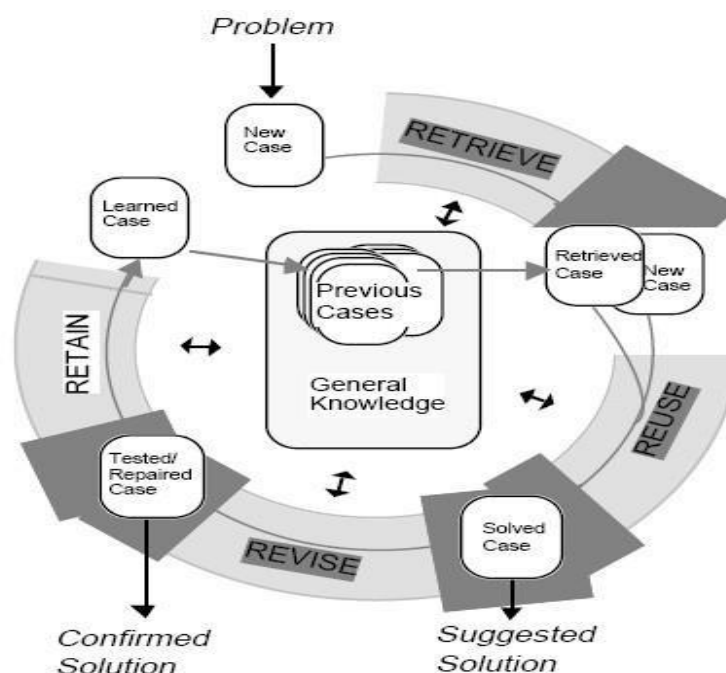 Problem
New
Case
RETRIEVE
Learned
Case
Retrieved
Case
New
Case
Previous
Cases
General
Knowledge
RETAIN
REUSE
Tested/
Repaired
Case
Solved
Case
REVISE
Confirmed
Solution
Suggested
Solution